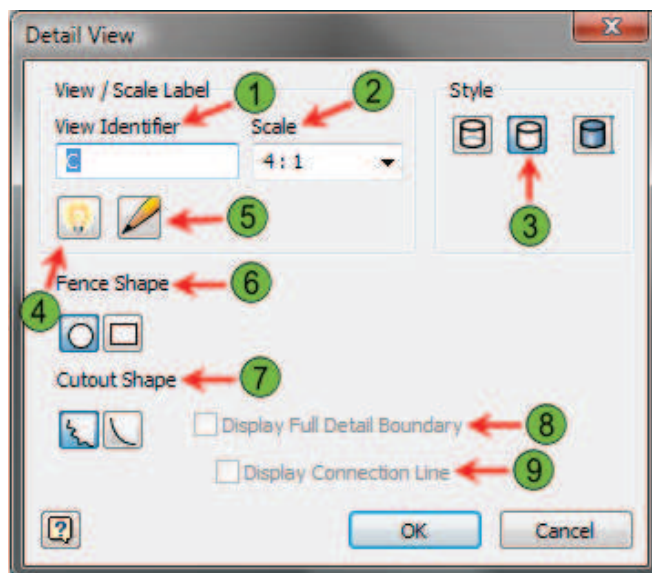 Detail View
View / Scale Label
1
2
Style
View Identifier
Scale
C
4 : 1
3
5
4
Fence Shape
6
Cutout Shape
7
Display Full Detail Boundary
8
Display Connection Line
9
?
OK
Cancel